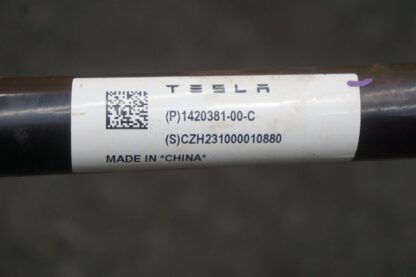 TESLA
(P)1420381-00-C
(S)CZH231000010880
MADE IN *CHINA*